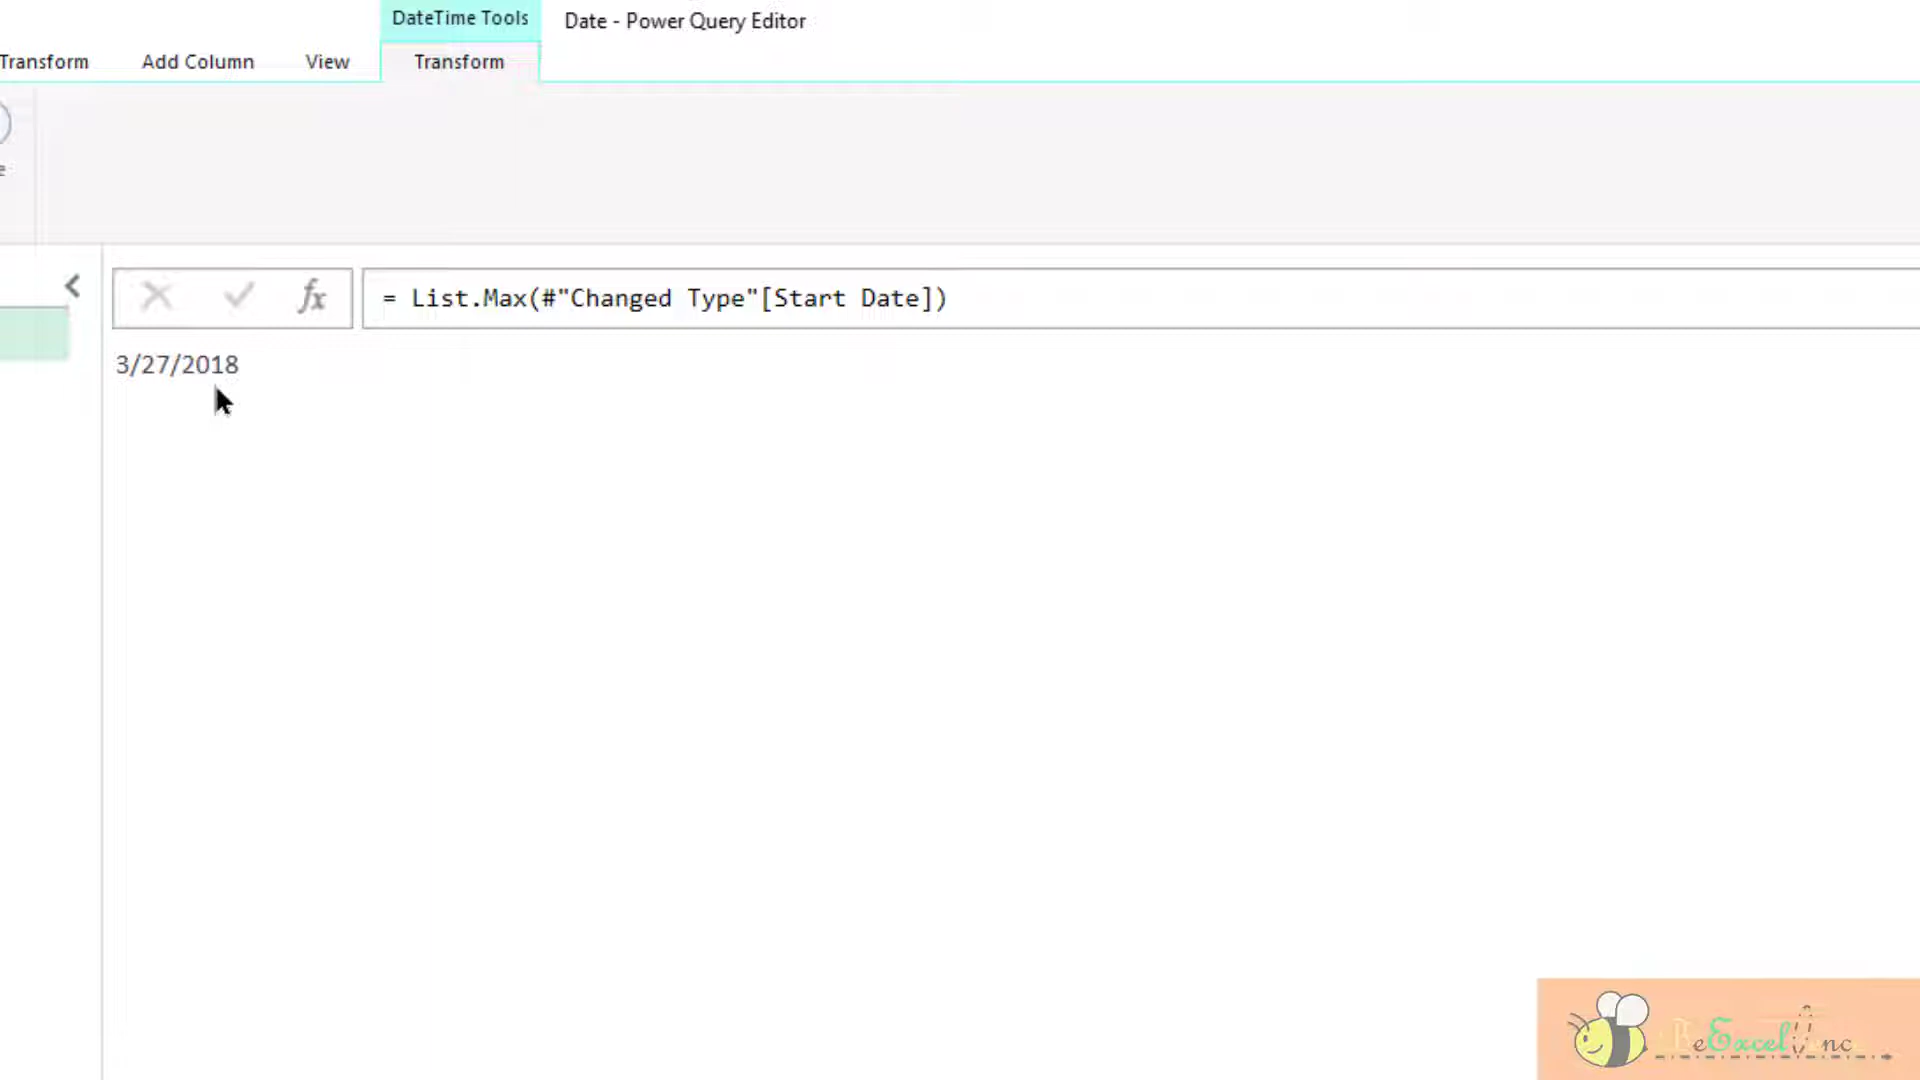 DateTime Tools
Date - Power Query Editor
Transform
Add Column
View
Transform
e
fx
= List.Max(#"Changed Type"[Start Date])
3/27/2018